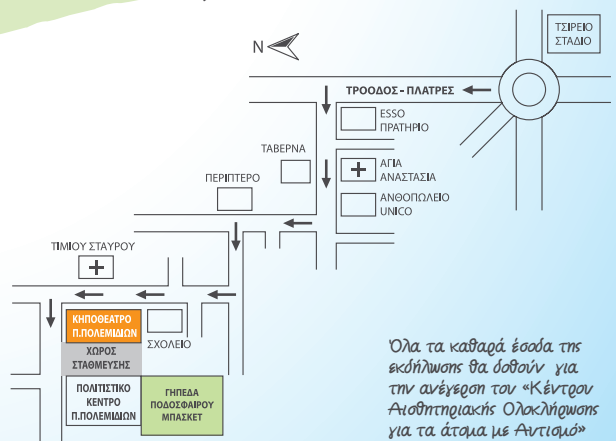 ΤΣΙΡΕΙΟ
ΣΤΑΔΙΟ
N
ΤΡΟΟΔΟΣ - ΠΛΑΤΡΕΣ
ESSO
ΠΡΑΤΗΡΙΟ
ΤΑΒΕΡΝΑ
ΑΓΙΑ
ΑΝΑΣΤΑΣΙΑ
ΠΕΡΙΠΤΕΡΟ
ΑΝΘΟΠΩΛΕΙΟ
UNICO
ΤΙΜΙΟΥ ΣΤΑΥΡΟΥ
ΚΗΠΟΘΕΑΤΡΟ
Π.ΠΟΛΕΜΙΔΙΩΝ
ΣΧΟΛΕΙΟ
ΧΩΡΟΣ
ΣΤΑΘΜΕΥΣΗΣ
ΠΟΛΙΤΙΣΤΙΚΟ
ΚΕΝΤΡΟ
Π.ΠΟΛΕΜΙΔΙΩΝ
ΓΗΠΕΔΑ
ΠΟΔΟΣΦΑΙΡΟΥ
ΜΠΑΣΚΕΤ
Όλα τα καθαρά έσοδα της
εκδήλωσης θα δοθούν για
την ανέγερση του «Κέντρου
Αισθητηριακής Ολοκλήρωσης
για τα άτομα με Αυτισμό»